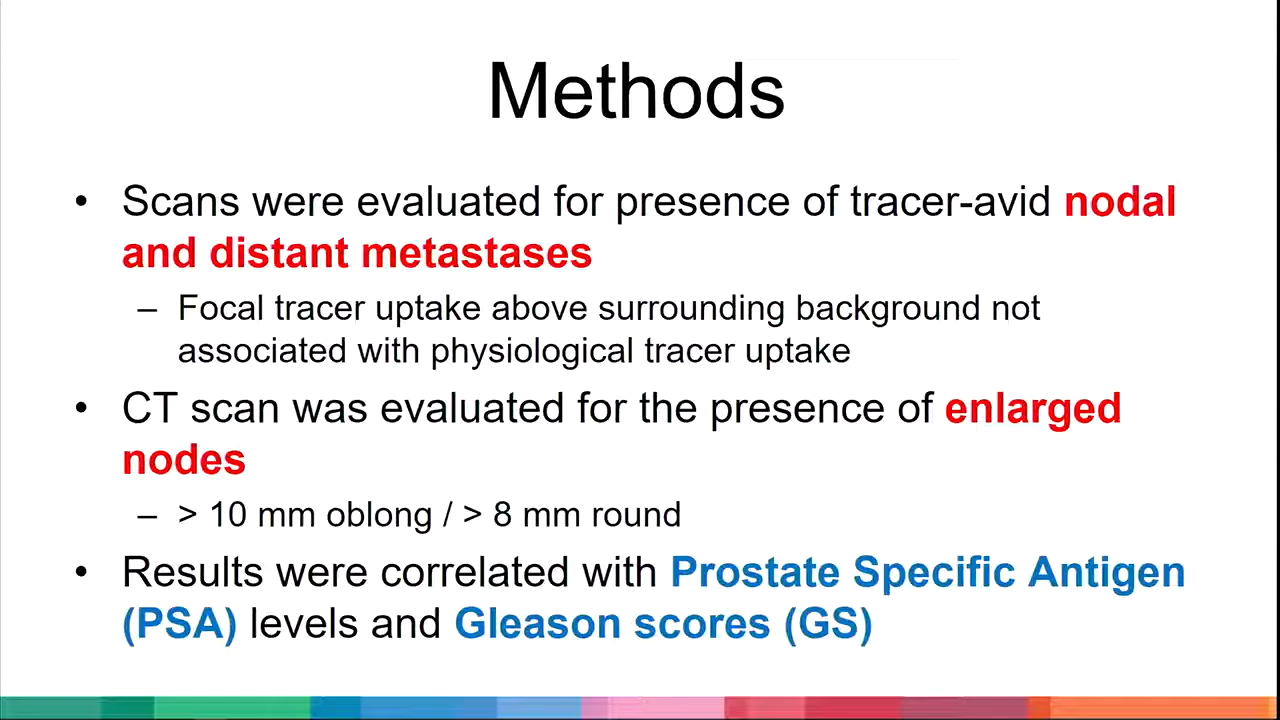 Methods
• Scans were evaluated for presence of tracer-avid nodal
and distant metastases
– Focal tracer uptake above surrounding background not
associated with physiological tracer uptake
• CT scan was evaluated for the presence of enlarged
nodes
– > 10 mm oblong / > 8 mm round
• Results were correlated with Prostate Specific Antigen
(PSA) levels and Gleason scores (GS)